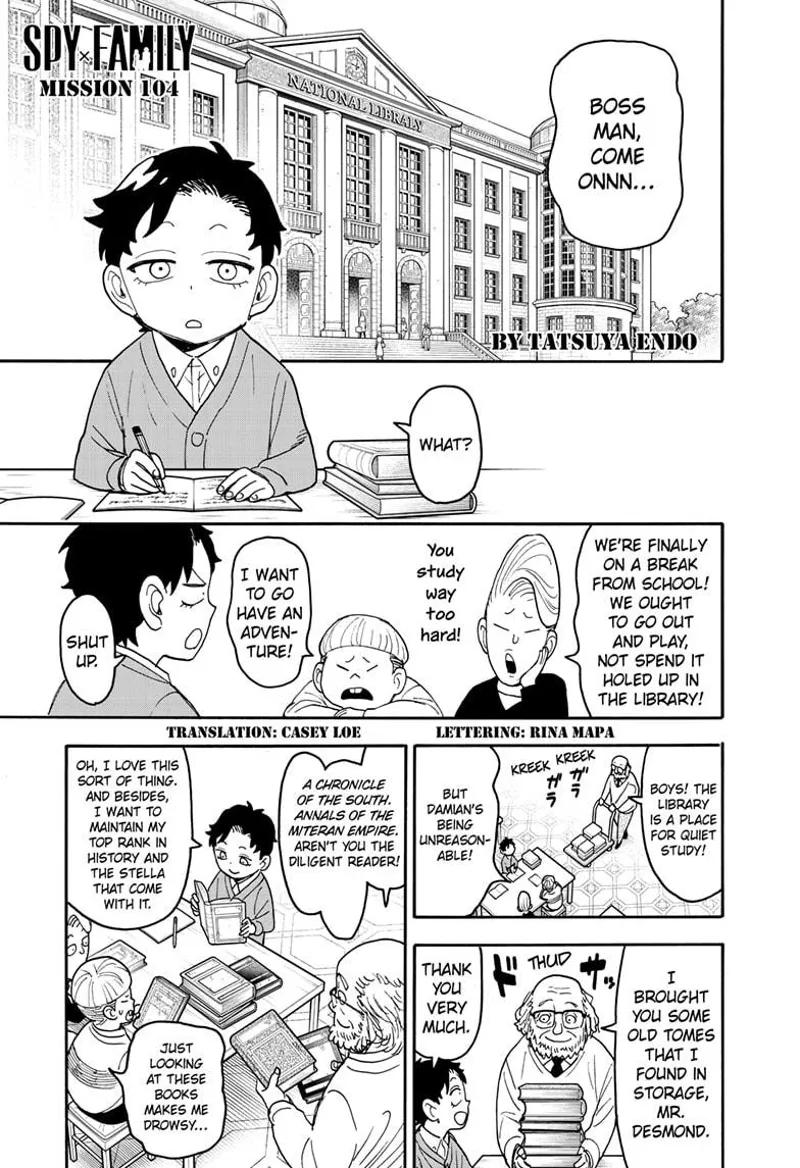 SPY×FAMILY
MISSION 104
NATIONAL LIBRALY
BOSS
MAN,
COME
ONNN...
BY TATSUYA ENDO
WHAT?
WE'RE FINALLY
ON A BREAK
FROM SCHOOL!
WE OUGHT
TO GO OUT
AND PLAY,
NOT SPEND IT
HOLED UP IN
THE LIBRARY!
You
study
way
too
hard!
I WANT
TO GO
HAVE AN
ADVEN-
TURE!
SHUT
UP.
TRANSLATION: CASEY LOE
LETTERING: RINA MAPA
BOYS! THE
LIBRARY
IS A PLACE
FOR QUIET
STUDY!
KREEK KREEK
ガラ
ガラ
BUT
DAMIAN'S
BEING
UNREASON-
ABLE!
I
BROUGHT
YOU SOME
OLD TOMES
THAT I
FOUND IN
STORAGE,
MR.
DESMOND.
THUD
ドサッ
THANK
YOU
VERY
MUCH.
A CHRONICLE
OF THE SOUTH.
ANNALS OF THE
MITERAN EMPIRE.
AREN'T YOU THE
DILIGENT READER!
OH, I LOVE THIS
SORT OF THING.
AND BESIDES,
I WANT TO
MAINTAIN MY
TOP RANK IN
HISTORY AND
THE STELLA
THAT COME
WITH IT.
JUST
LOOKING
AT THESE
BOOKS
MAKES ME
DROWSY...